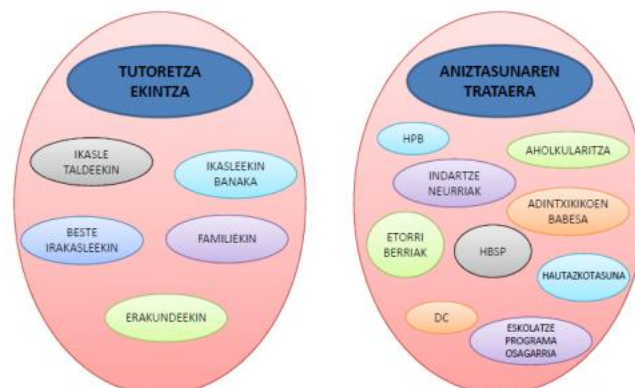 TUTORETZA
EKINTZA
IKASLE
TALDEEKIN
IKASLEEKIN
BANAKA
BESTE
IRAKASLEEKIN
FAMILIEKIN
ERAKUNDEEKIN
ANIZTASUNAREN
TRATAERA
HPB
AHOLKULARITZA
INDARTZE
NEURRIAK
ADINTXIKIKOEN
BABESA
ETORRI
BERRIAK
HBSP
HAUTAZKOTASUNA
DC
ESKOLATZE
PROGRAMA
OSAGARRIA